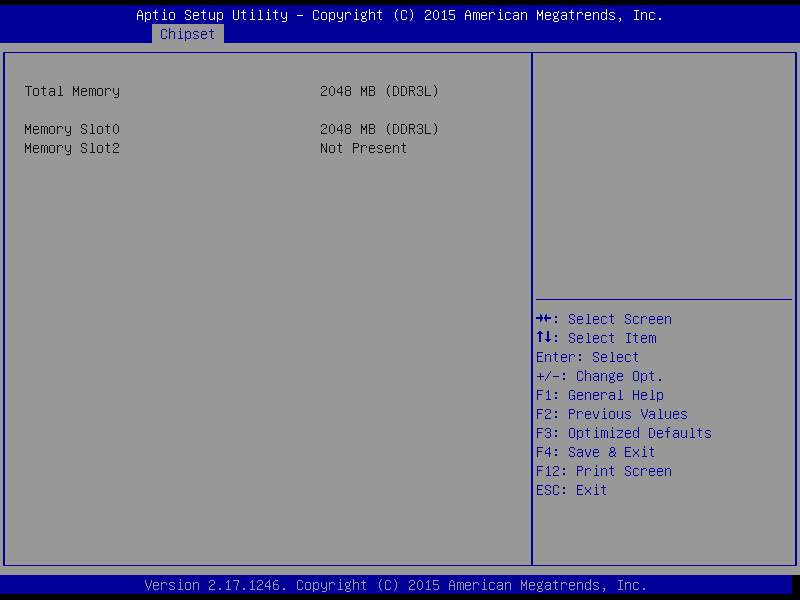 Aptio Setup Utility – Copyright (C) 2015 American Megatrends, Inc.
Chipset
Total Memory 2048 MB (DDR3L)
Memory Slot0 2048 MB (DDR3L)
Memory Slot2 Not Present
→←: Select Screen
↑↓: Select Item
Enter: Select
+/-: Change Opt.
F1: General Help
F2: Previous Values
F3: Optimized Defaults
F4: Save & Exit
F12: Print Screen
ESC: Exit
Version 2.17.1246. Copyright (C) 2015 American Megatrends, Inc.